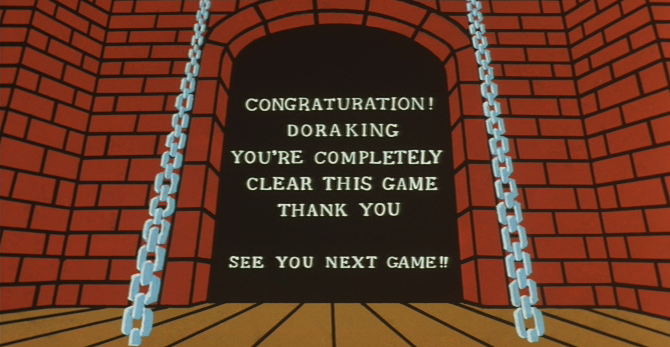 CONGRATURATION!
DORAKING
YOU'RE COMPLETELY
CLEAR THIS GAME
THANK YOU
SEE YOU NEXT GAME!!